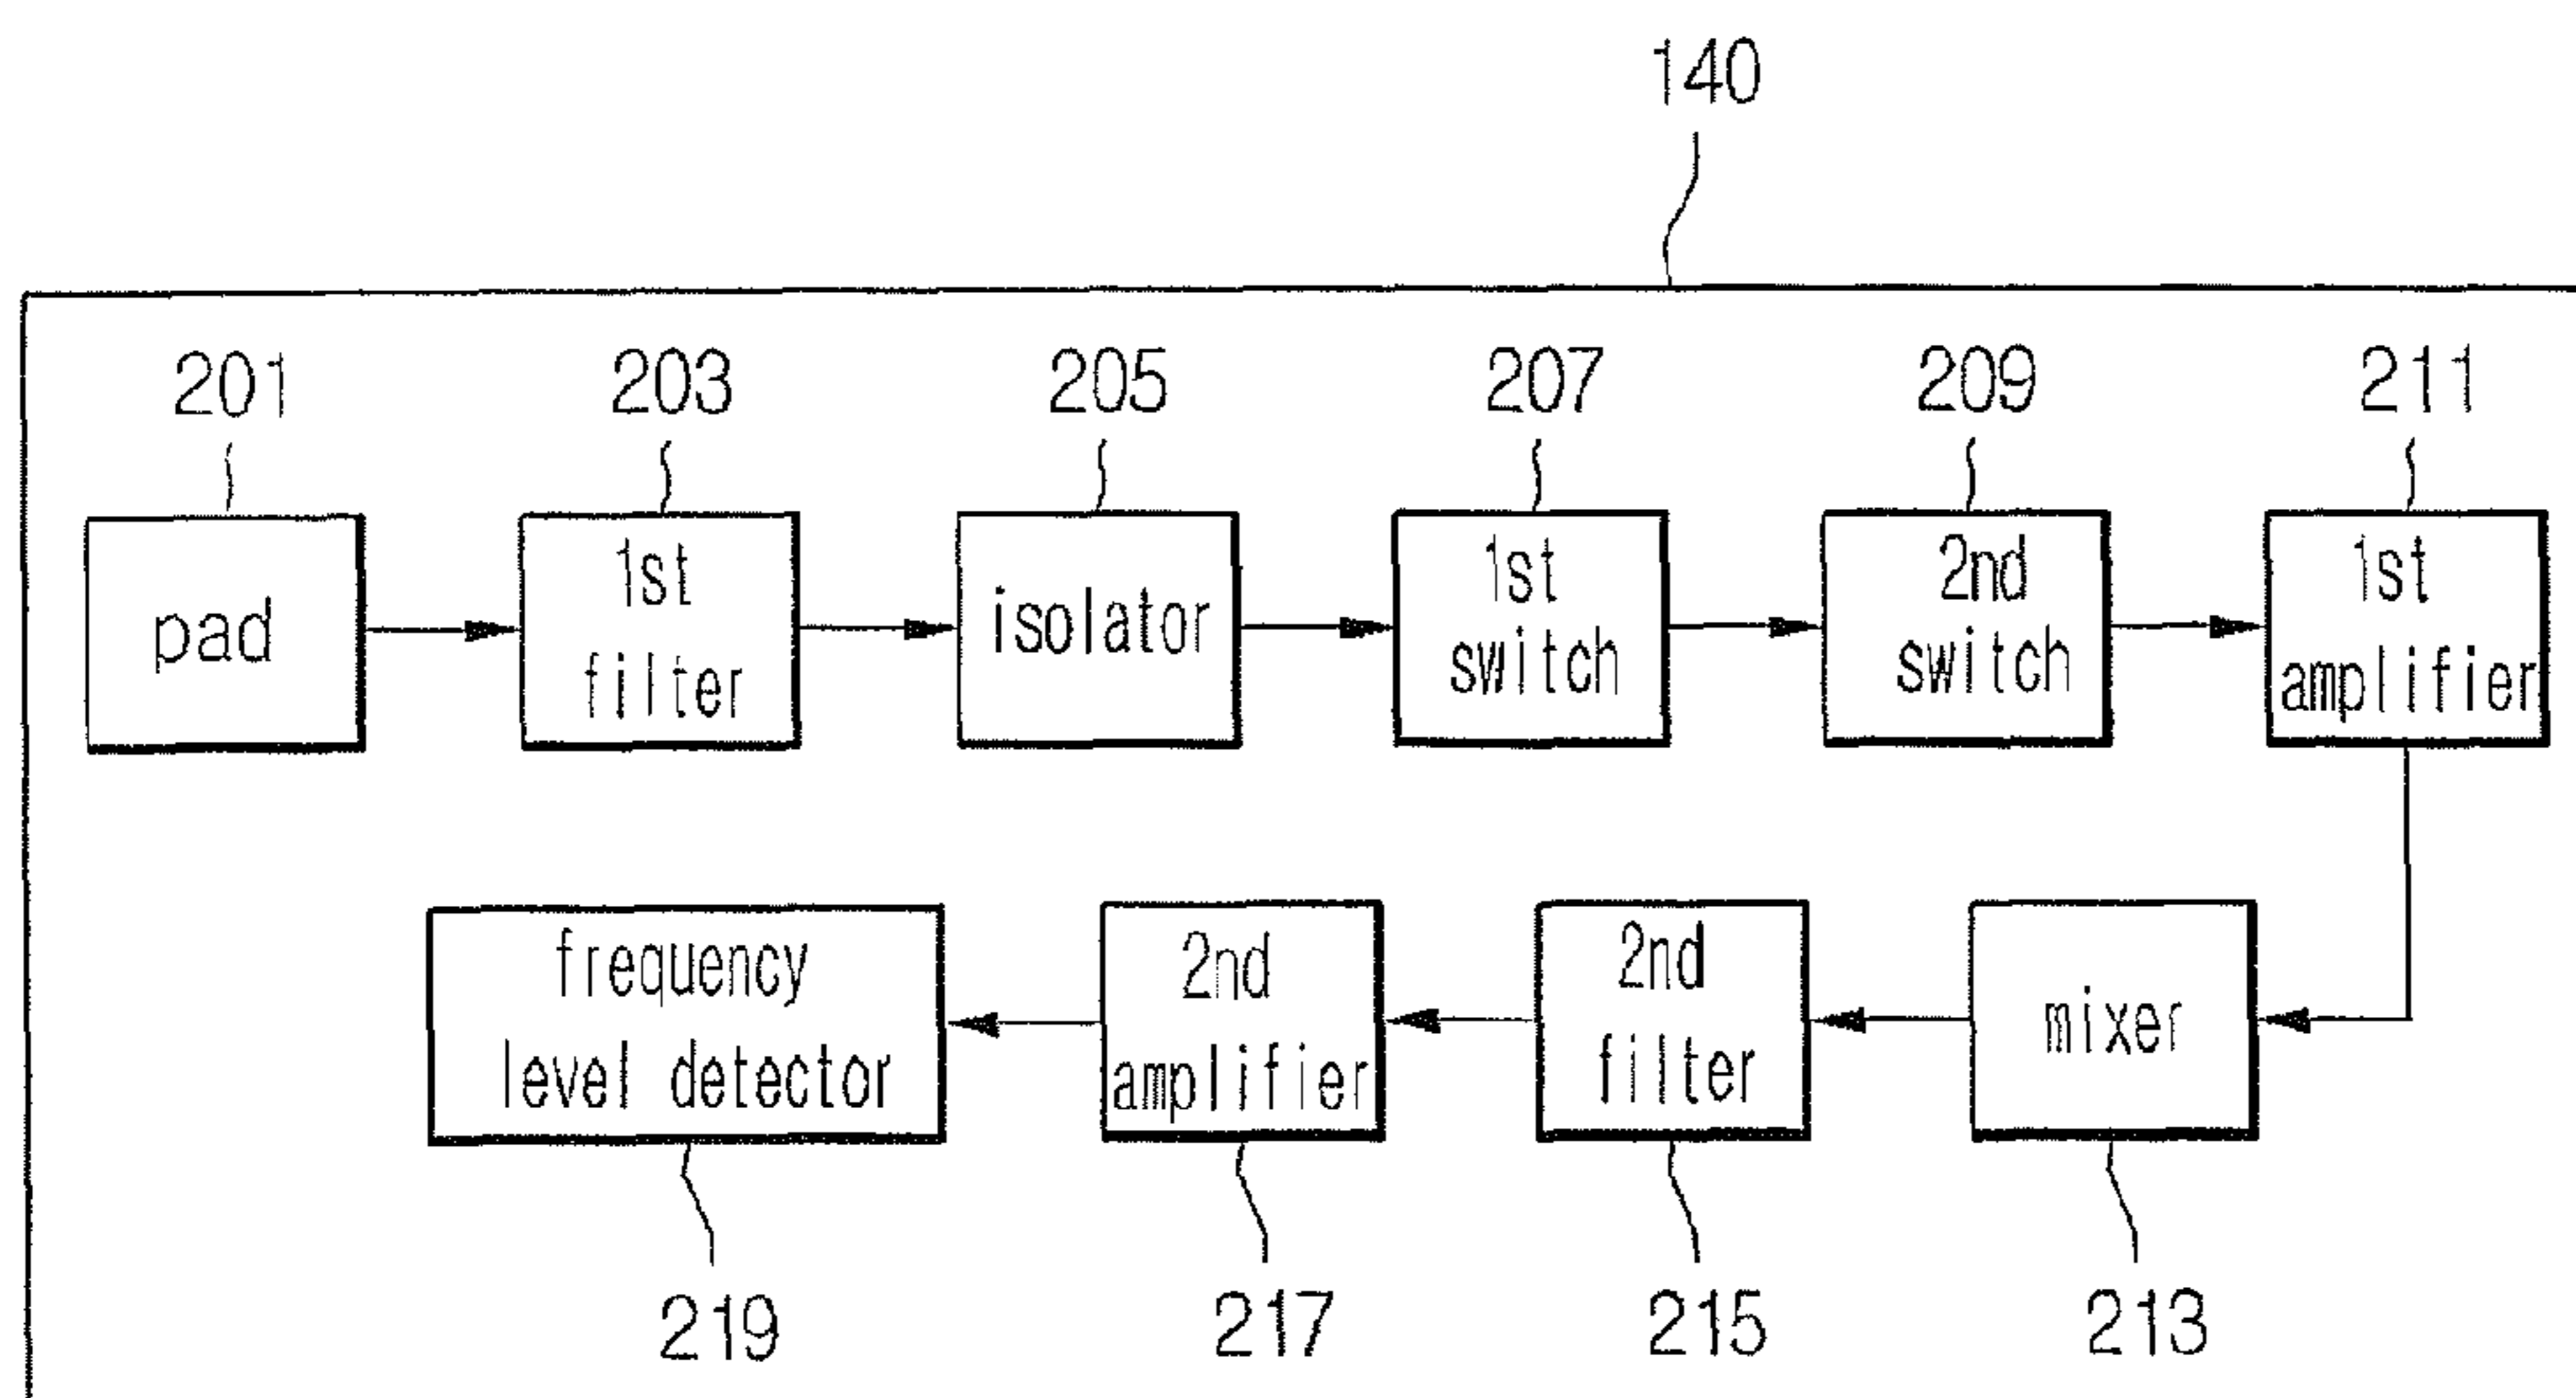 140
201 203 205 207 209 211
pad
1st
filter
isolator
1st
switch
2nd
switch
1st
amplifier
frequency
level detector
2nd
amplifier
2nd
filter
mixer
219 217 215 213